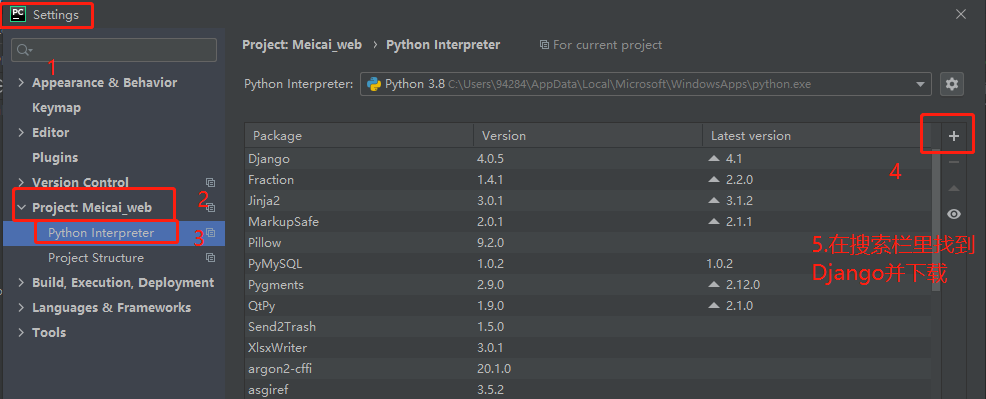 PC Settings
1
Appearance & Behavior
Keymap
Editor
Plugins
Version Control
Project: Meicai_web
2
Python Interpreter
3
Project Structure
Build, Execution, Deployment
Languages & Frameworks
Tools
Project: Meicai_web › Python Interpreter For current project
Python Interpreter: Python 3.8 C:\Users\94284\AppData\Local\Microsoft\WindowsApps\python.exe
Package Version Latest version
Django 4.0.5 4.1
Fraction 1.4.1 2.2.0
Jinja2 3.0.1 3.1.2
MarkupSafe 2.0.1 2.1.1
Pillow 9.2.0
PyMySQL 1.0.2 1.0.2
Pygments 2.9.0 2.12.0
QtPy 1.9.0 2.1.0
Send2Trash 1.5.0
XlsxWriter 3.0.1
argon2-cffi 20.1.0
asgiref 3.5.2
4
5.在搜索栏里找到
Django并下载